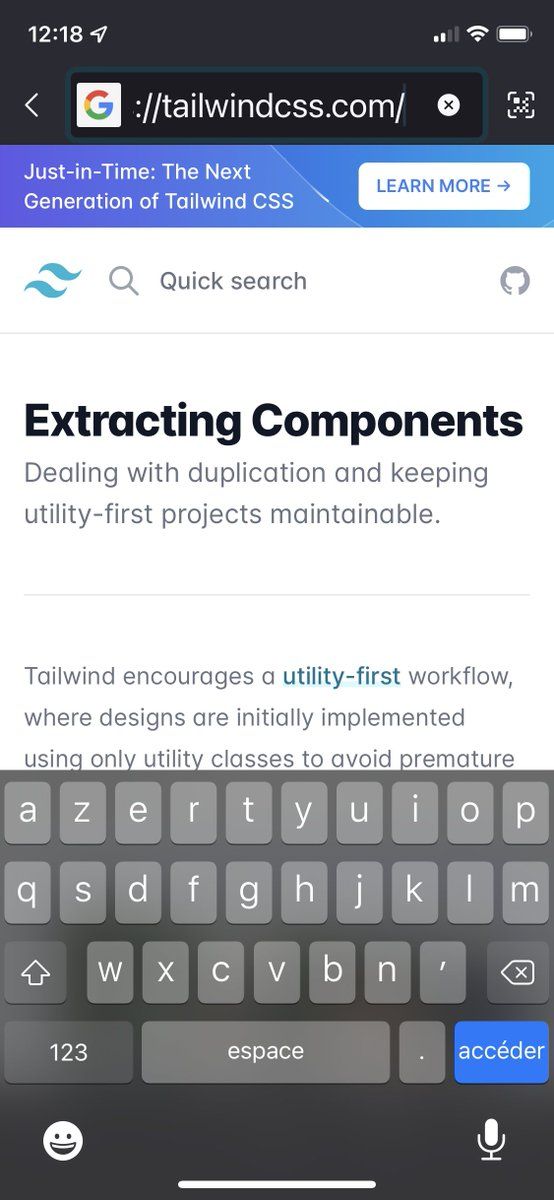 12:18
://tailwindcss.com/
Just-in-Time: The Next
Generation of Tailwind CSS
LEARN MORE →
Quick search
Extracting Components
Dealing with duplication and keeping
utility-first projects maintainable.
Tailwind encourages a utility-first workflow,
where designs are initially implemented
using only utility classes to avoid premature
a z e r t y u i o p
q s d f g h j k l m
w x c v b n ′
123 espace . accéder